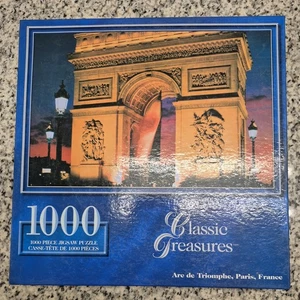 1000
1000 PIECE JIGSAW PUZZLE
CASSE-TÊTE DE 1000 PIÈCES
Classic
Treasures
Arc de Triomphe, Paris, France